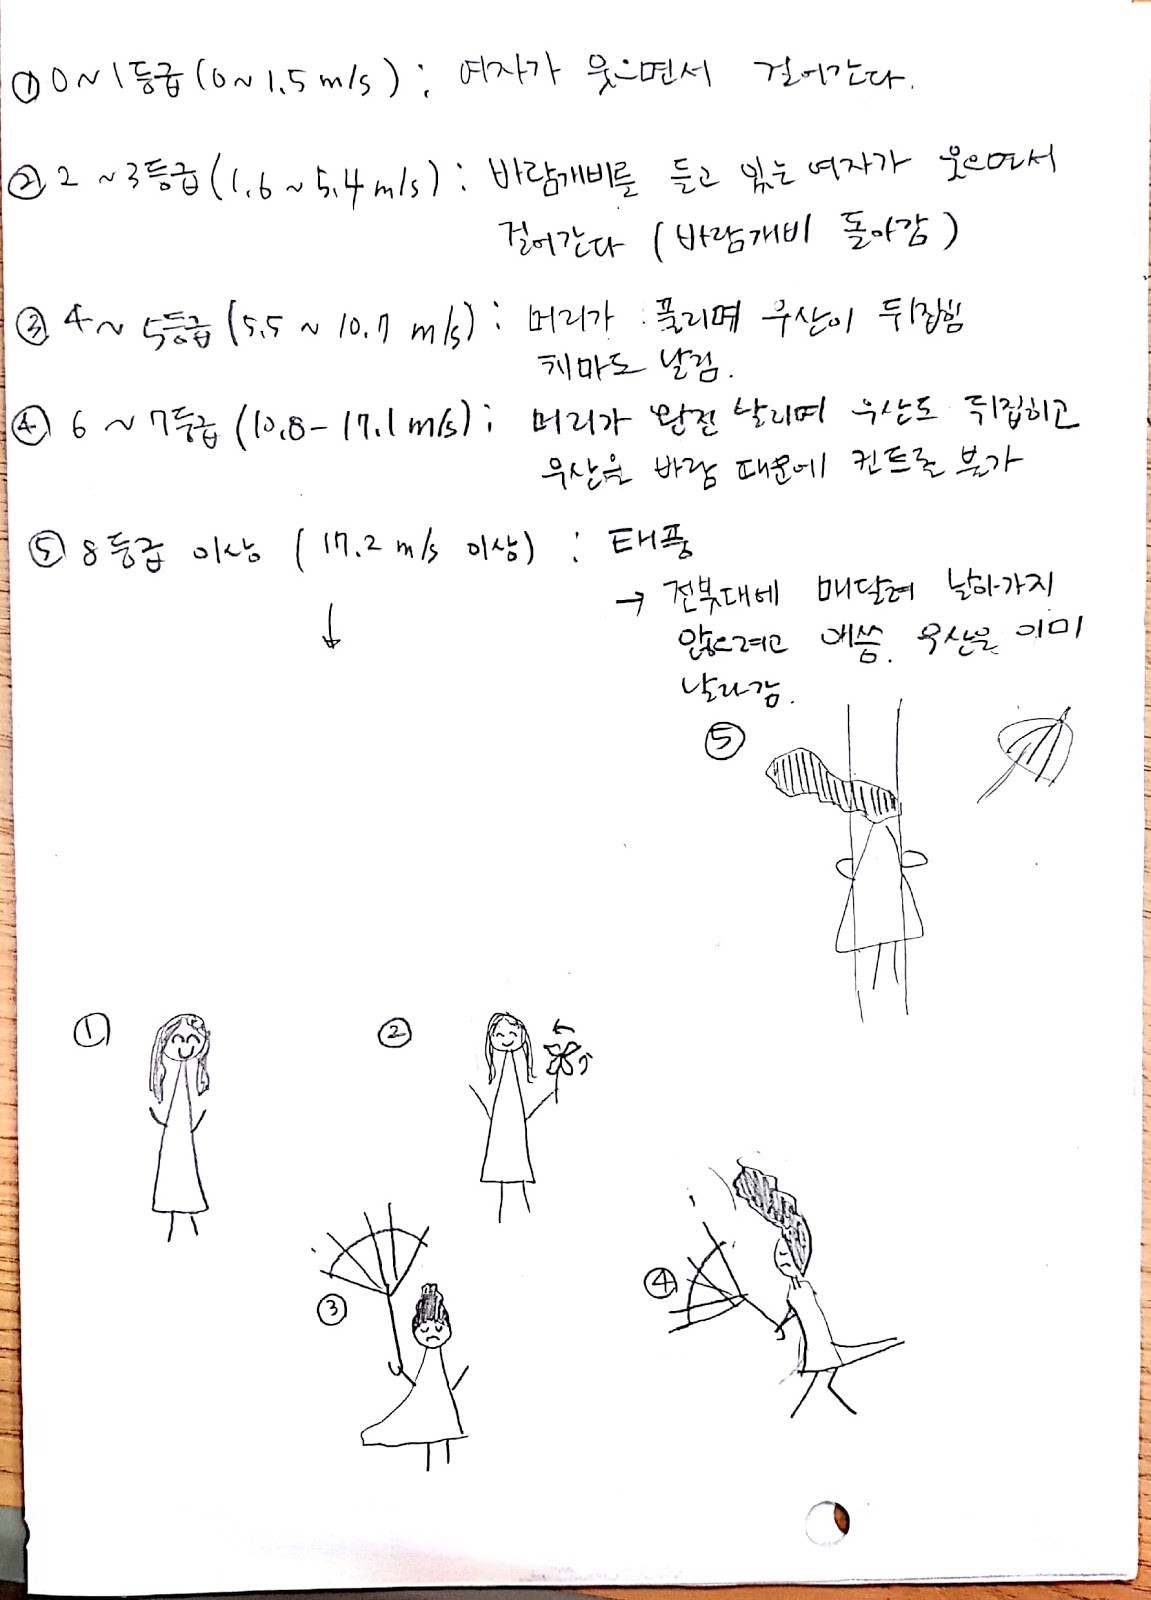 ① 0~1등급 (0~1.5 m/s) : 여자가 웃으면서 걸어간다.
② 2~3등급 (1.6~5.4 m/s) : 바람개비를 들고 있는 여자가 웃으면서
걸어간다 (바람개비 돌아감)
③ 4~5등급 (5.5~10.7 m/s) : 머리가 풀리며 우산이 뒤집힘
치마도 날림.
④ 6~7등급 (10.8-17.1 m/s) : 머리가 완전 날리며 우산도 뒤집히고
우산은 바람 때문에 컨트롤 불가
⑤ 8등급 이상 (17.2 m/s 이상) : 태풍
→ 전봇대에 매달려 날아가지
않으려고 애씀. 우산은 이미
날라감.
⑤
① ②
③ ④